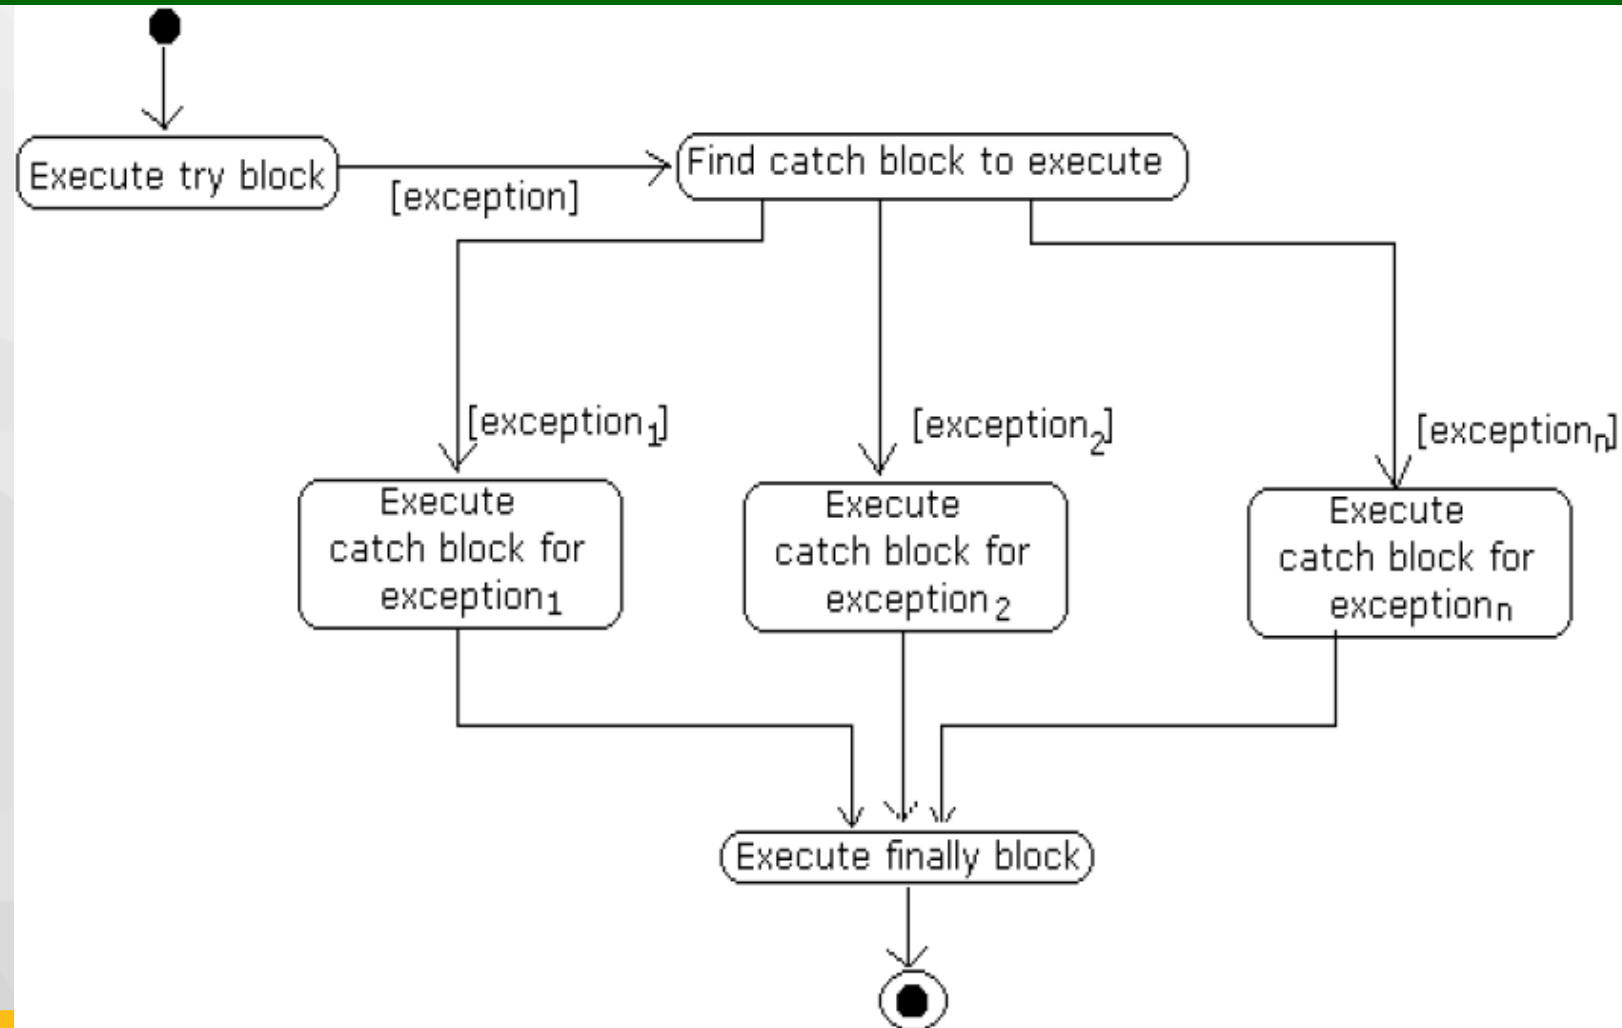 Execute try block
[exception]
Find catch block to execute
[exception1]
[exception2]
[exceptionn]
Execute
catch block for
exception1
Execute
catch block for
exception2
Execute
catch block for
exceptionn
Execute finally block